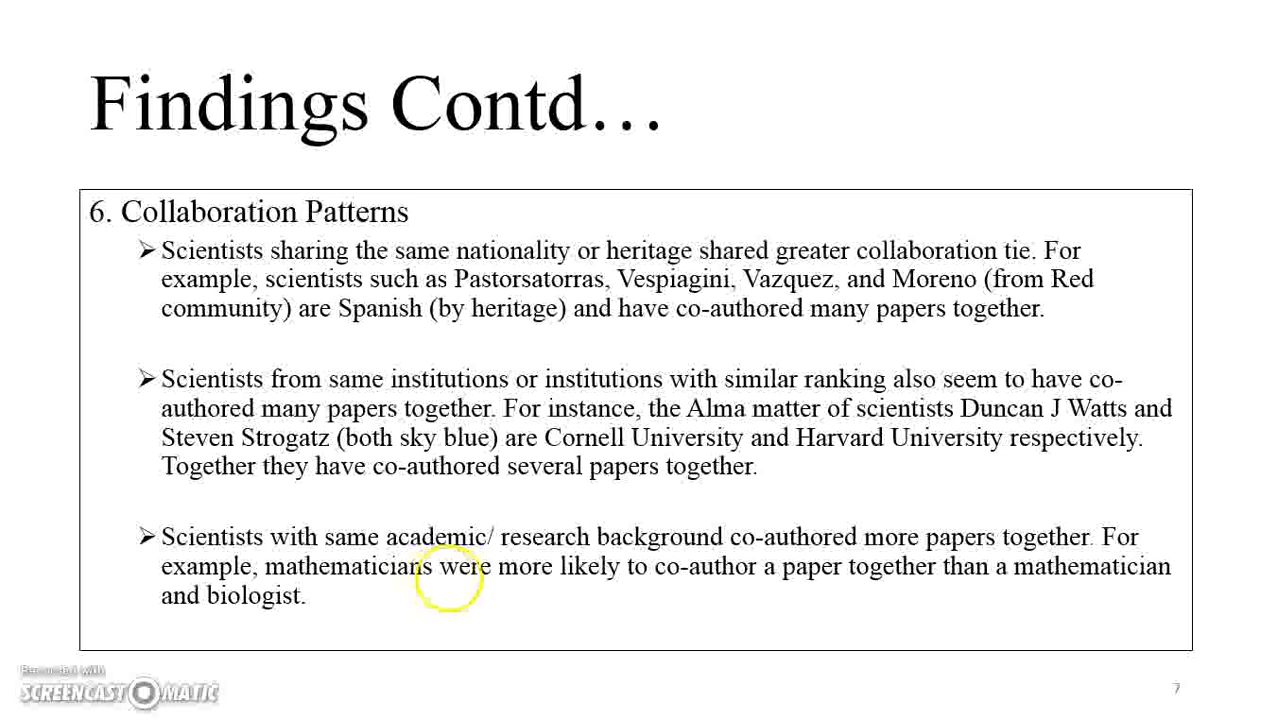 Findings Contd…
6. Collaboration Patterns
➢ Scientists sharing the same nationality or heritage shared greater collaboration tie. For
example, scientists such as Pastorsatorras, Vespiagini, Vazquez, and Moreno (from Red
community) are Spanish (by heritage) and have co-authored many papers together.
➢ Scientists from same institutions or institutions with similar ranking also seem to have co-
authored many papers together. For instance, the Alma matter of scientists Duncan J Watts and
Steven Strogatz (both sky blue) are Cornell University and Harvard University respectively.
Together they have co-authored several papers together.
➢ Scientists with same academic/ research background co-authored more papers together. For
example, mathematicians were more likely to co-author a paper together than a mathematician
and biologist.
Recorded with
SCREENCAST-O-MATIC
7